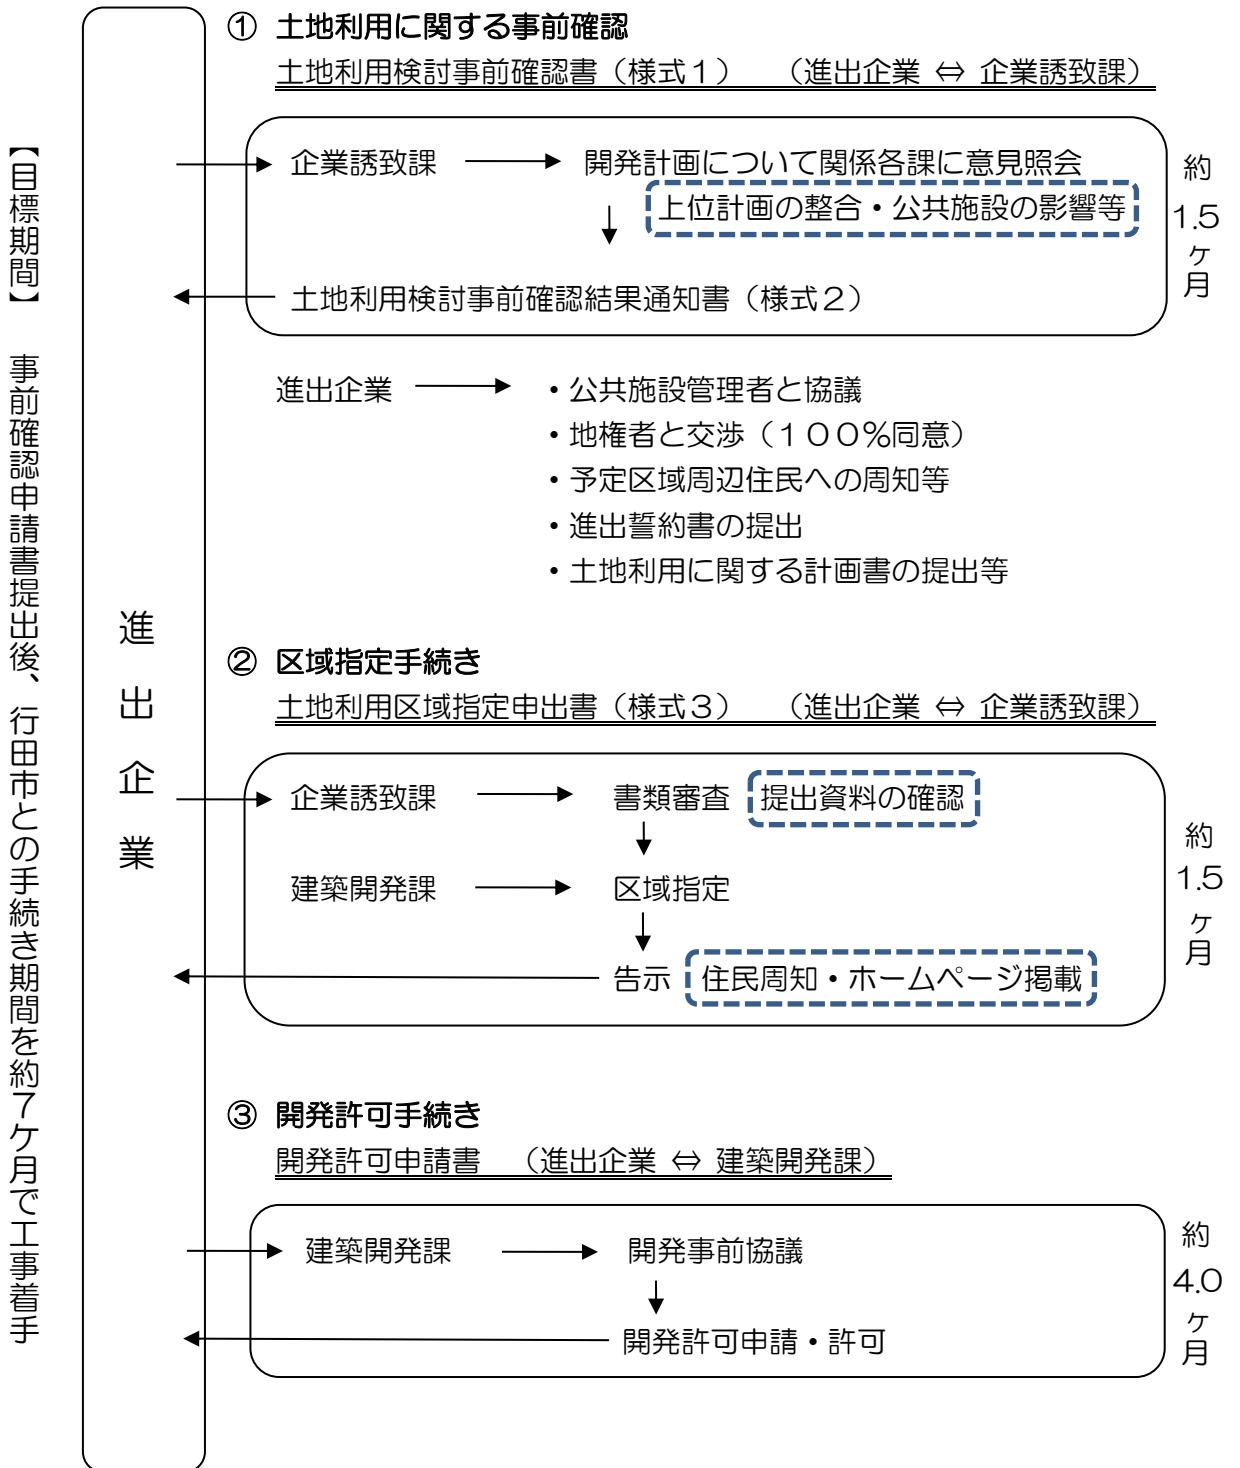 【目標期間】　事前確認申請書提出後、行田市との手続き期間を約７ケ月で工事着手
進出企業
① 土地利用に関する事前確認
土地利用検討事前確認書（様式１）　（進出企業 ⇔ 企業誘致課）
企業誘致課　開発計画について関係各課に意見照会
上位計画の整合・公共施設の影響等
土地利用検討事前確認結果通知書（様式２）
約1.5ケ月
進出企業　・公共施設管理者と協議
・地権者と交渉（１００％同意）
・予定区域周辺住民への周知等
・進出誓約書の提出
・土地利用に関する計画書の提出等
② 区域指定手続き
土地利用区域指定申出書（様式３）　（進出企業 ⇔ 企業誘致課）
企業誘致課　書類審査　提出資料の確認
建築開発課　区域指定
告示　住民周知・ホームページ掲載
約1.5ケ月
③ 開発許可手続き
開発許可申請書　（進出企業 ⇔ 建築開発課）
建築開発課　開発事前協議
開発許可申請・許可
約4.0ケ月